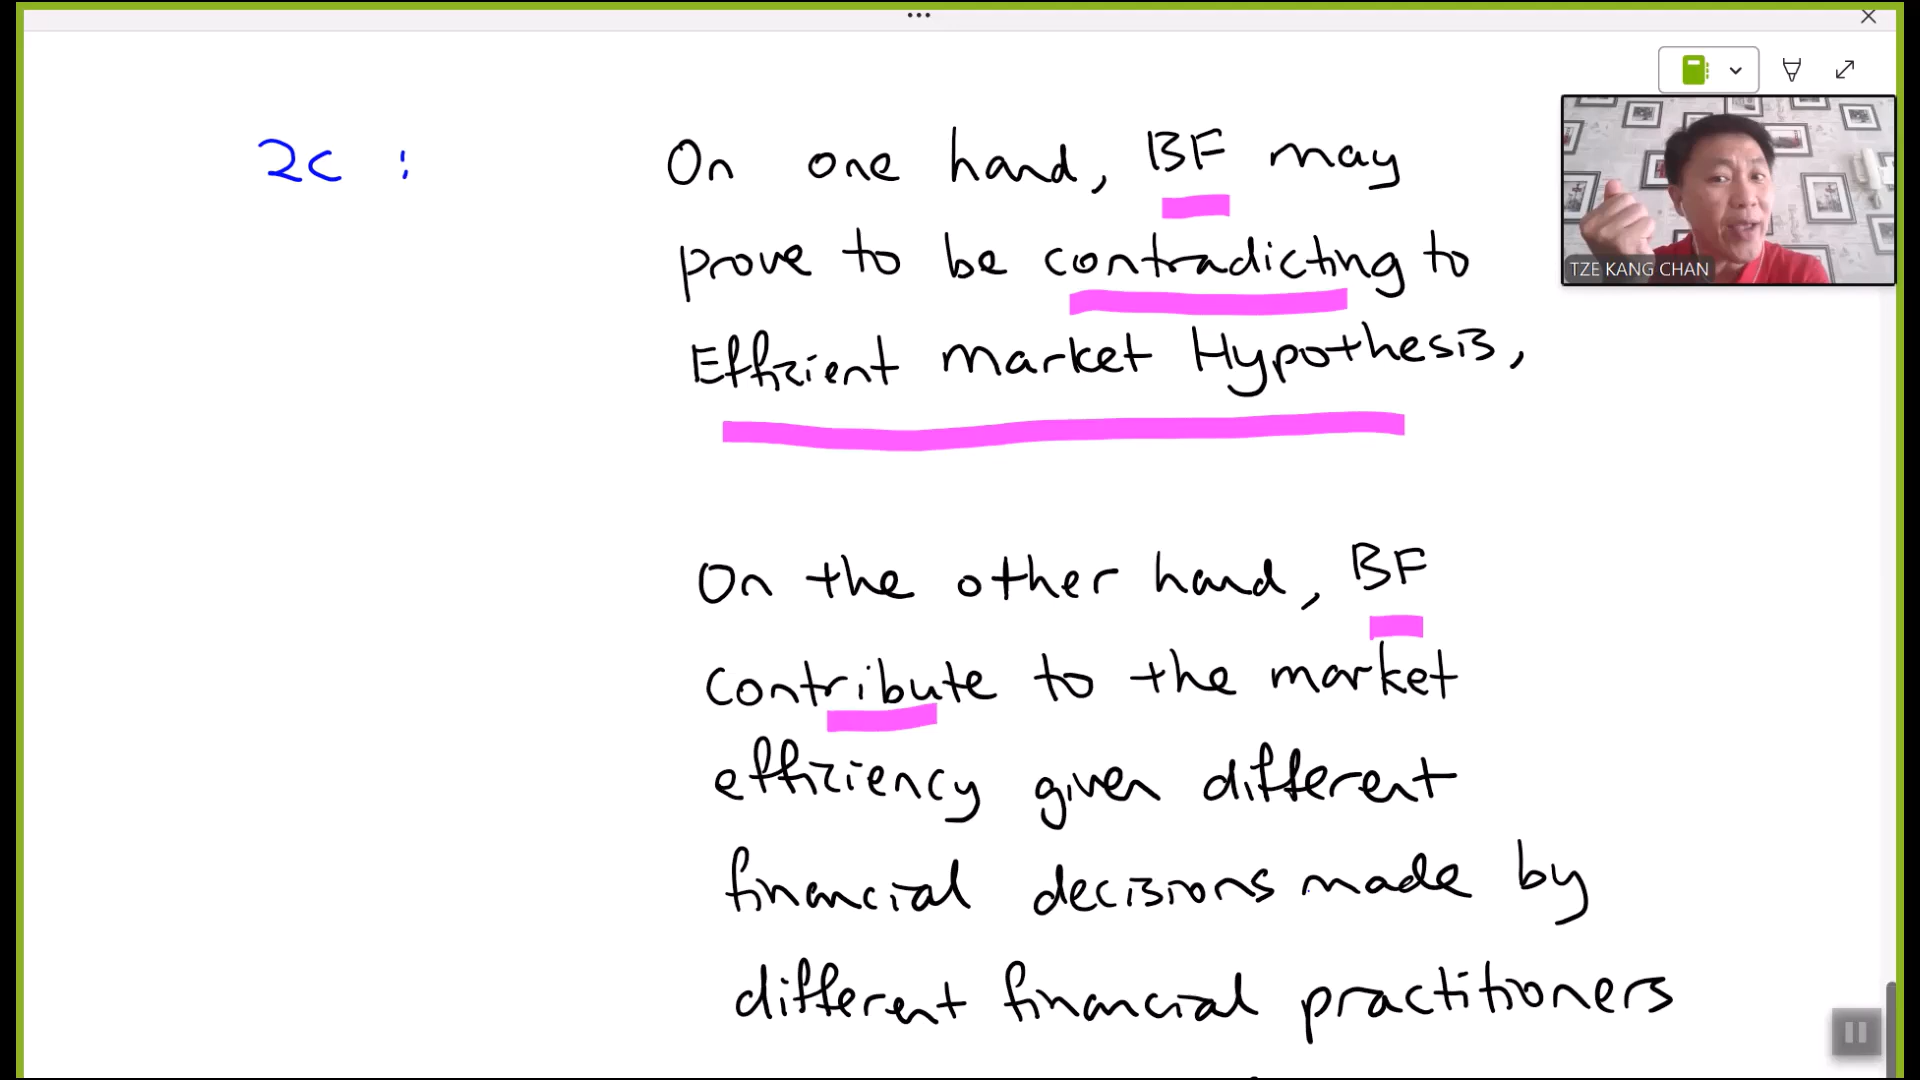 2c :
On one hand, BF may
prove to be contradicting to
Efficient market Hypothesis,
On the other hand, BF
contribute to the market
efficiency given different
financial decisions made by
different financial practitioners
TZE KANG CHAN